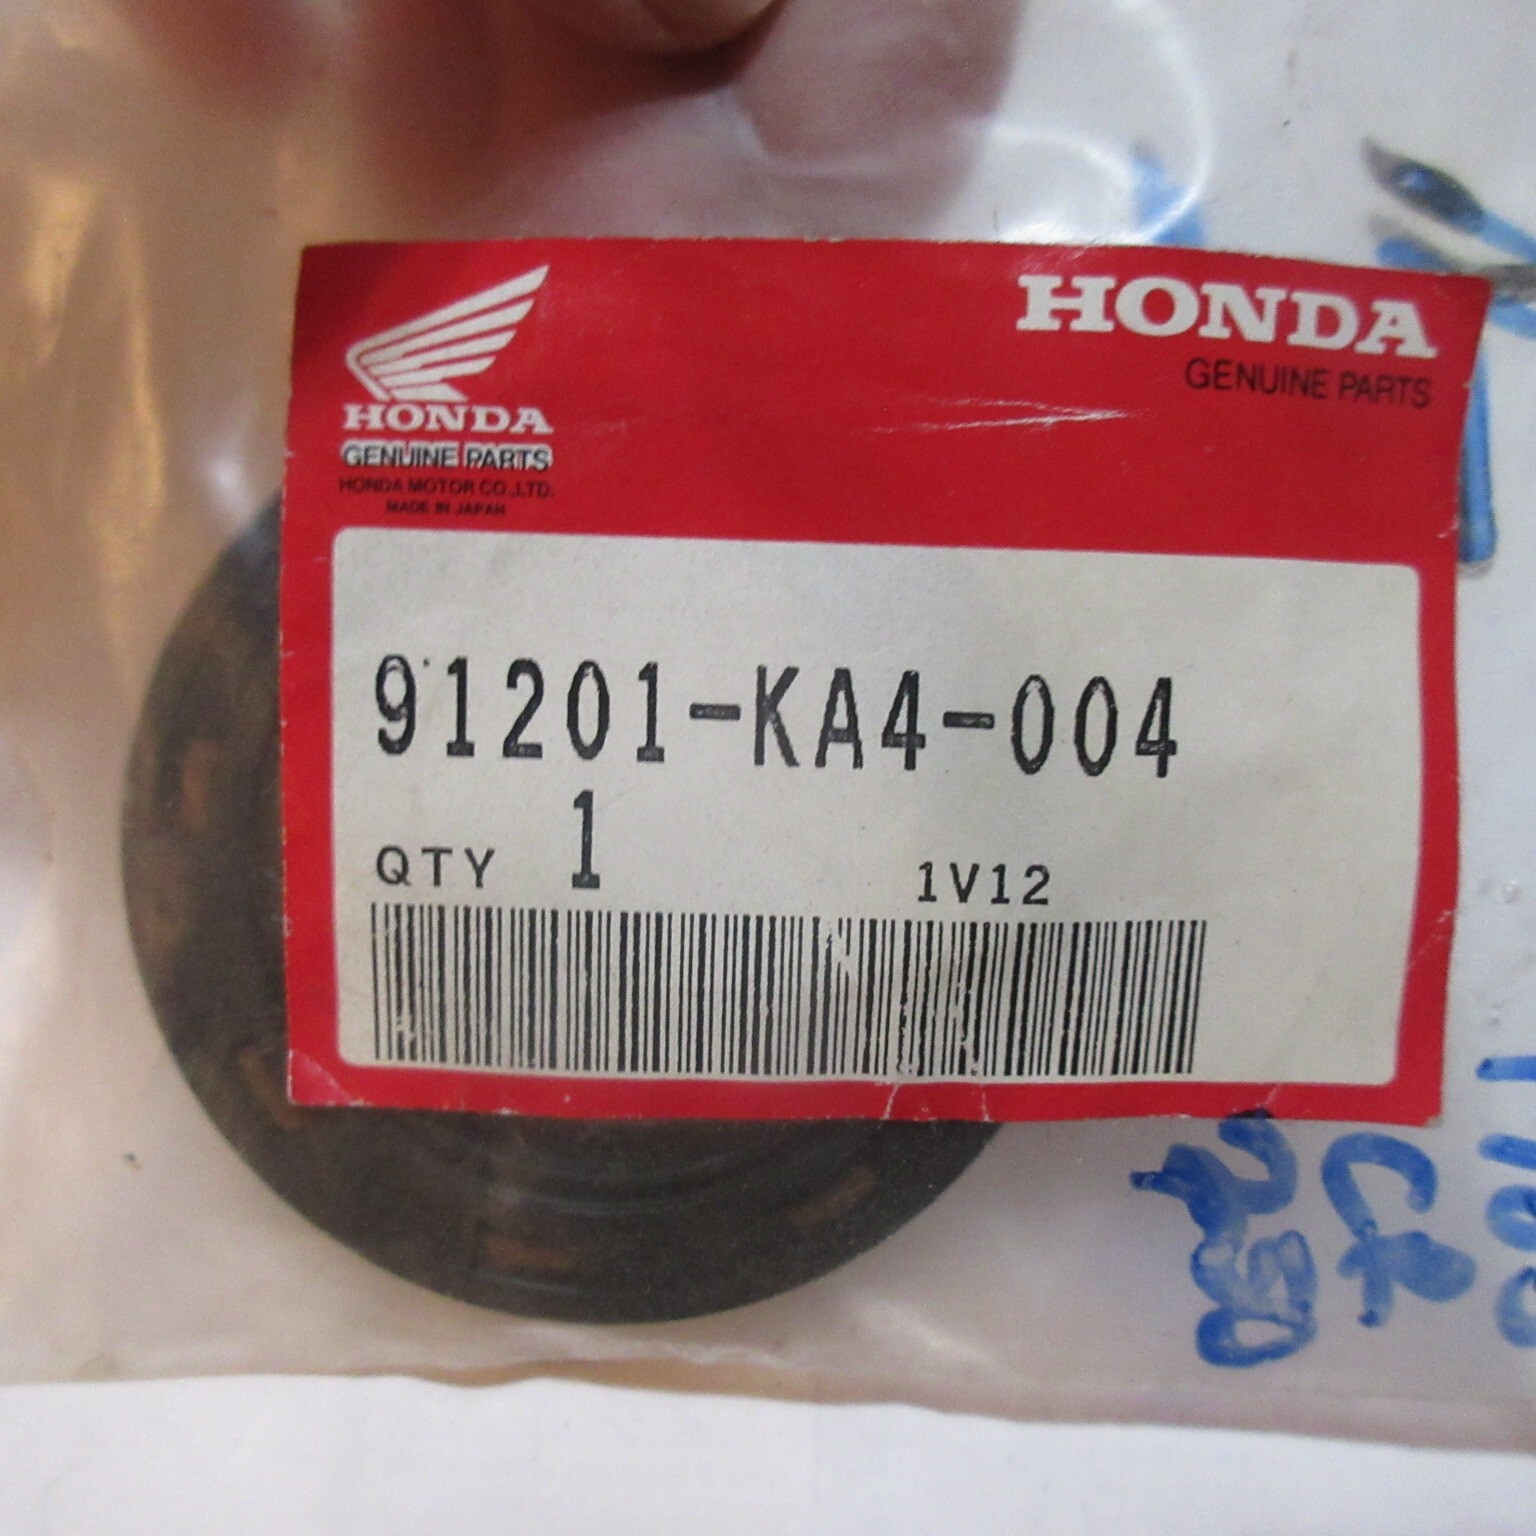 HONDA
GENUINE PARTS
HONDA
GENUINE PARTS
HONDA MOTOR CO.,LTD.
MADE IN JAPAN
91201-KA4-004
QTY 1 1V12